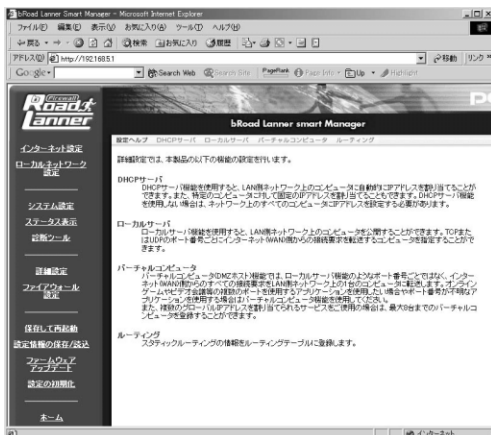 bRoad Lanner Smart Manager - Microsoft Internet Explorer
ファイル(F) 編集(E) 表示(V) お気に入り(A) ツール(T) ヘルプ(H)
戻る 検索 お気に入り 履歴
アドレス(D) http://192.168.5.1 移動 リンク
Google Search Web Search Site PageRank Page Info Up Highlight
Firewall
Road
Lanner
bRoad Lanner smart Manager
設定ヘルプ DHCPサーバ ローカルサーバ バーチャルコンピュータ ルーティング
インターネット設定
ローカルネットワーク
設定
システム設定
ステータス表示
診断ツール
詳細設定
ファイアウォール
設定
保存して再起動
設定情報の保存/読込
ファームウェア
アップデート
設定の初期化
ホーム
詳細設定では、本製品の以下の機能の設定を行います。
DHCPサーバ
DHCPサーバ機能を使用すると、LAN側ネットワーク上のコンピュータに自動的にIPアドレスを割り当てることが
できます。また、特定のコンピュータに対して固定のIPアドレスを割り当てることもできます。DHCPサーバ機能
を使用しない場合は、ネットワーク上のすべてのコンピュータにIPアドレスを設定する必要があります。
ローカルサーバ
ローカルサーバ機能を使用すると、LAN側ネットワーク上のコンピュータを公開することができます。TCPまた
はUDPのポート番号ごとにインターネット(WAN)側からの接続要求を転送するコンピュータを指定することがで
きます。
バーチャルコンピュータ
バーチャルコンピュータ(DMZホスト)機能では、ローカルサーバ機能のようなポート番号ごとではなく、インター
ネット(WAN)側からのすべての接続要求をLAN側ネットワーク上の1台のコンピュータに転送します。オンライン
ゲームやビデオ会議等の複数のポートを使用するアプリケーションを使用したい場合やポート番号が不明なア
プリケーションを使用する場合はバーチャルコンピュータ機能を使用してください。
また、複数のグローバルIPアドレスを割り当てられるサービスをご使用の場合は、最大8台までのバーチャルコ
ンピュータを登録することができます。
ルーティング
スタティックルーティングの情報をルーティングテーブルに登録します。
インターネット